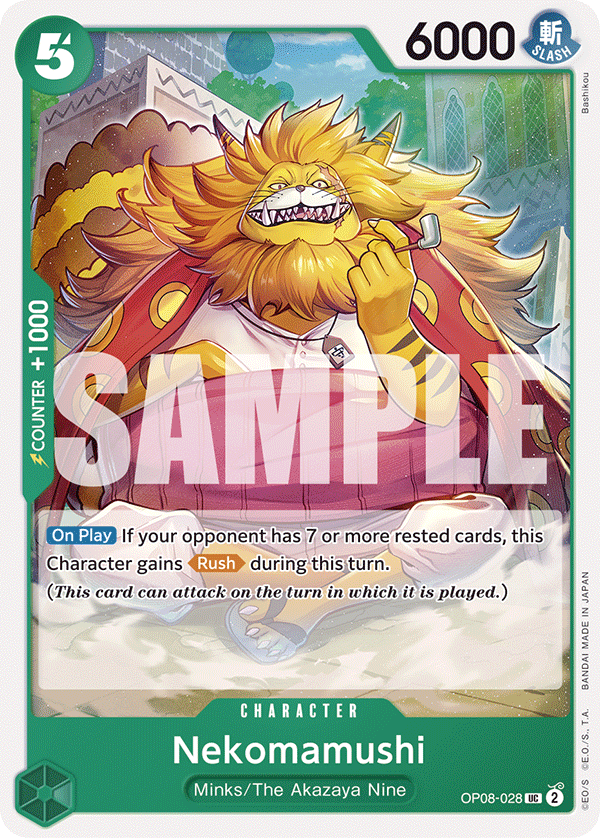 5
6000
斬
SLASH
Bashikou
COUNTER +1000
SAMPLE
On Play If your opponent has 7 or more rested cards, this
Character gains Rush during this turn.
(This card can attack on the turn in which it is played.)
CHARACTER
Nekomamushi
Minks/The Akazaya Nine
OP08-028 UC 2
©E.O/S ©E.O./S., T.A. BANDAI MADE IN JAPAN